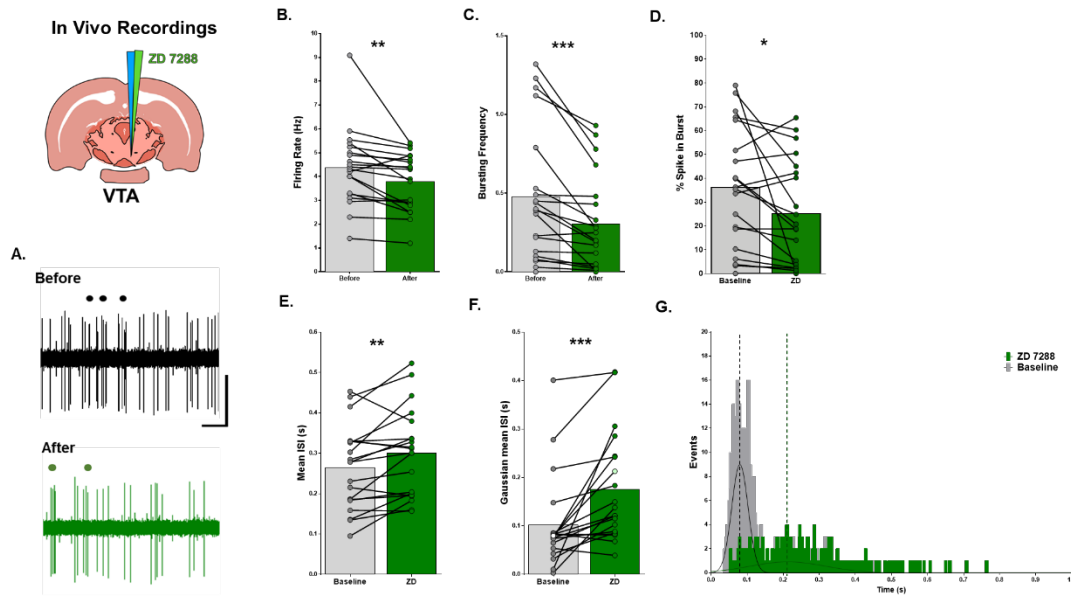 In Vivo Recordings
ZD 7288
VTA
A.
Before
After
B.
**
Firing Rate (Hz)
10
9
8
7
6
5
4
3
2
1
0
Before After
C.
***
Bursting Frequency
1.5
1.0
0.5
0.0
Before After
D.
*
% Spike in Burst
100
90
80
70
60
50
40
30
20
10
0
Baseline ZD
E.
**
Mean ISI (s)
0.6
0.5
0.4
0.3
0.2
0.1
0.0
Baseline ZD
F.
***
Gaussian mean ISI (s)
0.5
0.4
0.3
0.2
0.1
0.0
Baseline ZD
G.
ZD 7288
Baseline
Events
20
18
16
14
12
10
8
6
4
2
0
0.0 0.1 0.2 0.3 0.4 0.5 0.6 0.7 0.8 0.9
Time (s)